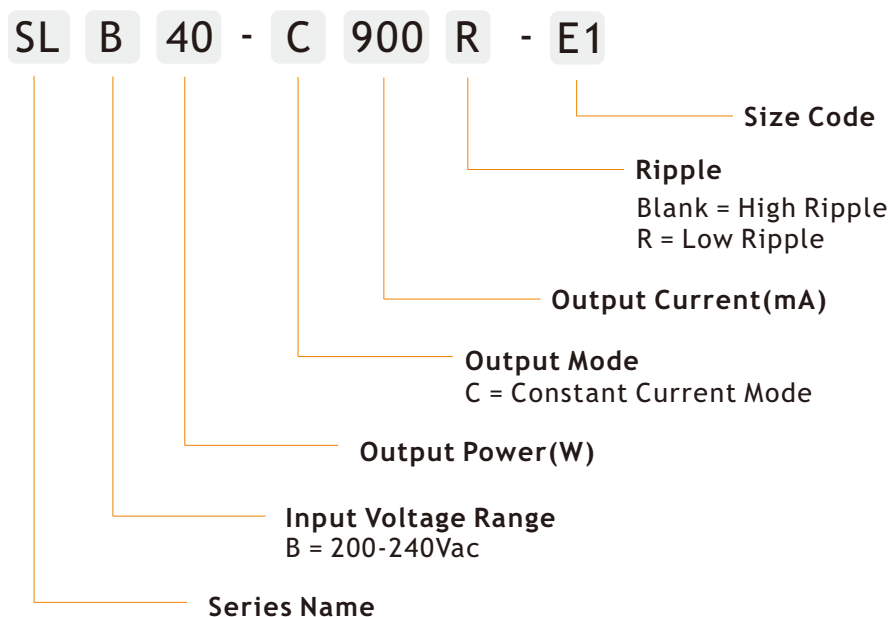 SL B 40 - C 900 R - E1
Size Code
Ripple
Blank = High Ripple
R = Low Ripple
Output Current(mA)
Output Mode
C = Constant Current Mode
Output Power(W)
Input Voltage Range
B = 200-240Vac
Series Name